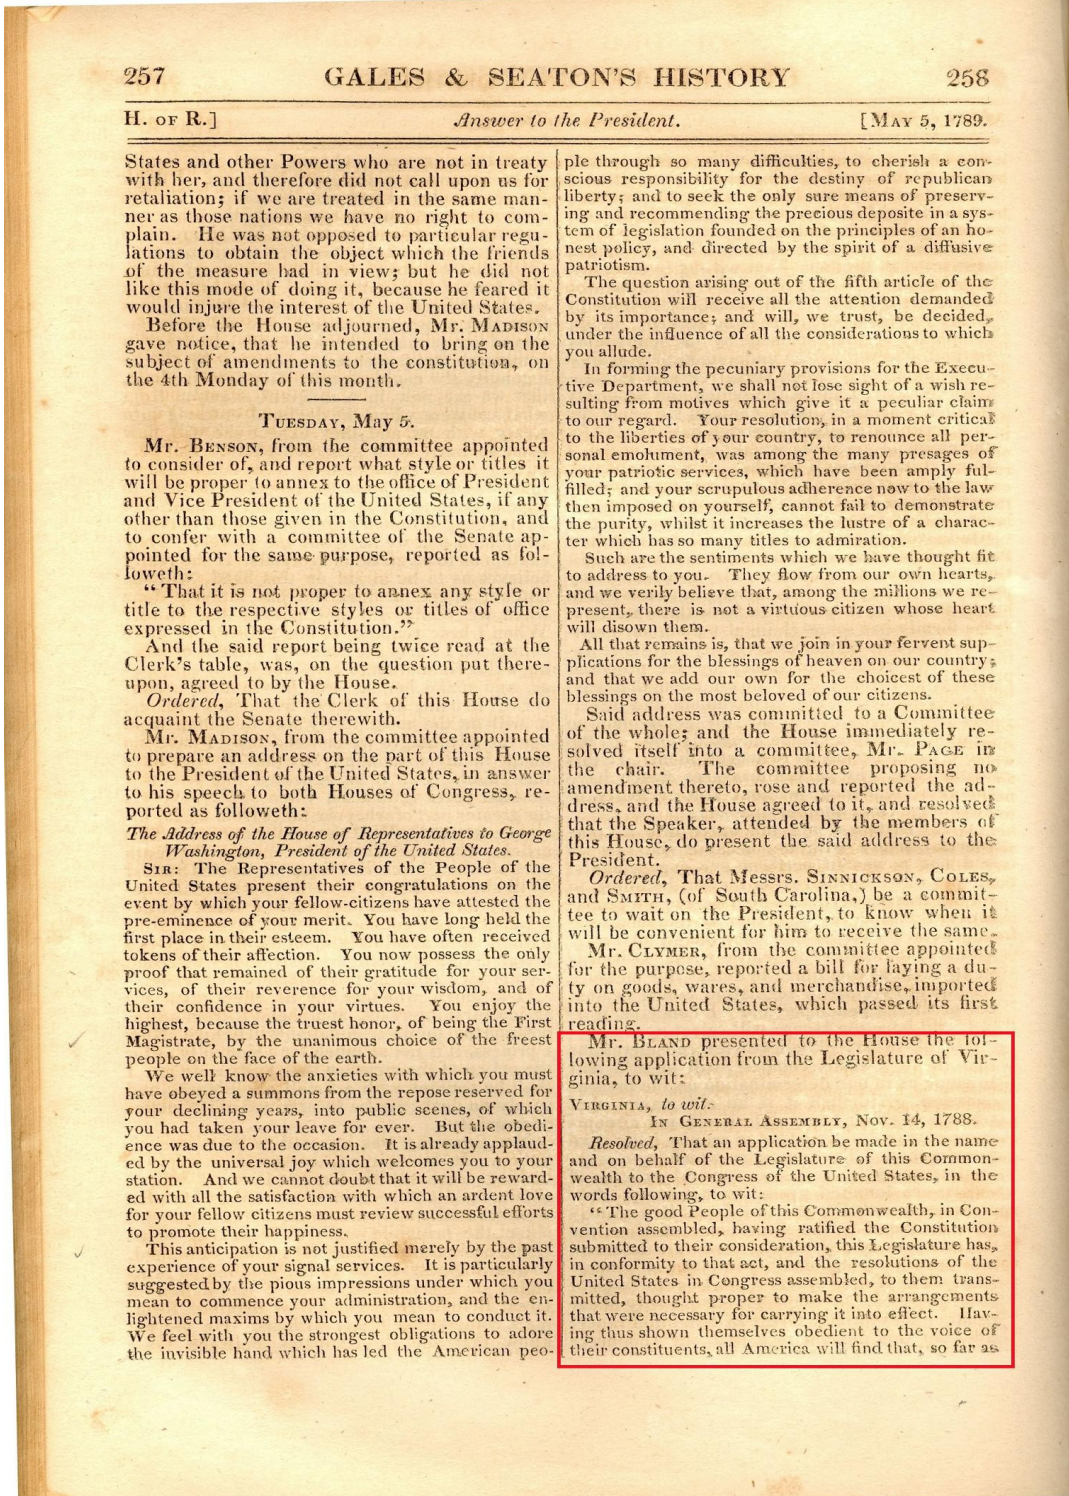 257 GALES & SEATON'S HISTORY 258
H. OF R.] Answer to the President. [MAY 5, 1789.
States and other Powers who are not in treaty
with her, and therefore did not call upon us for
retaliation; if we are treated in the same man-
ner as those nations we have no right to com-
plain. He was not opposed to particular regu-
lations to obtain the object which the friends
of the measure had in view; but he did not
like this mode of doing it, because he feared it
would injure the interest of the United States.
Before the House adjourned, Mr. MADISON
gave notice, that he intended to bring on the
subject of amendments to the constitution, on
the 4th Monday of this month.
TUESDAY, May 5.
Mr. BENSON, from the committee appointed
to consider of, and report what style or titles it
will be proper to annex to the office of President
and Vice President of the United States, if any
other than those given in the Constitution, and
to confer with a committee of the Senate ap-
pointed for the same purpose, reported as fol-
loweth:
"That it is not proper to annex any style or
title to the respective styles or titles of office
expressed in the Constitution."
And the said report being twice read at the
Clerk's table, was, on the question put there-
upon, agreed to by the House.
Ordered, That the Clerk of this House do
acquaint the Senate therewith.
Mr. MADISON, from the committee appointed
to prepare an address on the part of this House
to the President of the United States, in answer
to his speech to both Houses of Congress, re-
ported as followeth:
The Address of the House of Representatives to George
Washington, President of the United States.
SIR: The Representatives of the People of the
United States present their congratulations on the
event by which your fellow-citizens have attested the
pre-eminence of your merit. You have long held the
first place in their esteem. You have often received
tokens of their affection. You now possess the only
proof that remained of their gratitude for your ser-
vices, of their reverence for your wisdom, and of
their confidence in your virtues. You enjoy the
highest, because the truest honor, of being the First
Magistrate, by the unanimous choice of the freest
people on the face of the earth.
We well know the anxieties with which you must
have obeyed a summons from the repose reserved for
your declining years, into public scenes, of which
you had taken your leave for ever. But the obedi-
ence was due to the occasion. It is already applaud-
ed by the universal joy which welcomes you to your
station. And we cannot doubt that it will be reward-
ed with all the satisfaction with which an ardent love
for your fellow citizens must review successful efforts
to promote their happiness.
This anticipation is not justified merely by the past
experience of your signal services. It is particularly
suggested by the pious impressions under which you
mean to commence your administration, and the en-
lightened maxims by which you mean to conduct it.
We feel with you the strongest obligations to adore
the invisible hand which has led the American peo-
ple through so many difficulties, to cherish a con-
scious responsibility for the destiny of republican
liberty; and to seek the only sure means of preserv-
ing and recommending the precious deposite in a sys-
tem of legislation founded on the principles of an ho-
nest policy, and directed by the spirit of a diffusive
patriotism.
The question arising out of the fifth article of the
Constitution will receive all the attention demanded
by its importance; and will, we trust, be decided,
under the influence of all the considerations to which
you allude.
In forming the pecuniary provisions for the Execu-
tive Department, we shall not lose sight of a wish re-
sulting from motives which give it a peculiar claim
to our regard. Your resolution, in a moment critical
to the liberties of your country, to renounce all per-
sonal emolument, was among the many presages of
your patriotic services, which have been amply ful-
filled; and your scrupulous adherence now to the law
then imposed on yourself, cannot fail to demonstrate
the purity, whilst it increases the lustre of a charac-
ter which has so many titles to admiration.
Such are the sentiments which we have thought fit
to address to you. They flow from our own hearts,
and we verily believe that, among the millions we re-
present, there is not a virtuous citizen whose heart
will disown them.
All that remains is, that we join in your fervent sup-
plications for the blessings of heaven on our country;
and that we add our own for the choicest of these
blessings on the most beloved of our citizens.
Said address was committed to a Committee
of the whole; and the House immediately re-
solved itself into a committee, Mr. PAGE in
the chair. The committee proposing no
amendment thereto, rose and reported the ad-
dress, and the House agreed to it, and resolved
that the Speaker, attended by the members of
this House, do present the said address to the
President.
Ordered, That Messrs. SINNICKSON, COLES,
and SMITH, (of South Carolina,) be a commit-
tee to wait on the President, to know when it
will be convenient for him to receive the same.
Mr. CLYMER, from the committee appointed
for the purpose, reported a bill for laying a du-
ty on goods, wares, and merchandise, imported
into the United States, which passed its first
reading.
Mr. BLAND presented to the House the fol-
lowing application from the Legislature of Vir-
ginia, to wit:
VIRGINIA, to wit:
IN GENERAL ASSEMBLY, Nov. 14, 1788.
Resolved, That an application be made in the name
and on behalf of the Legislature of this Common-
wealth to the Congress of the United States, in the
words following, to wit:
"The good People of this Commonwealth, in Con-
vention assembled, having ratified the Constitution
submitted to their consideration, this Legislature has,
in conformity to that act, and the resolutions of the
United States in Congress assembled, to them trans-
mitted, thought proper to make the arrangements
that were necessary for carrying it into effect. Hav-
ing thus shown themselves obedient to the voice of
their constituents, all America will find that, so far as